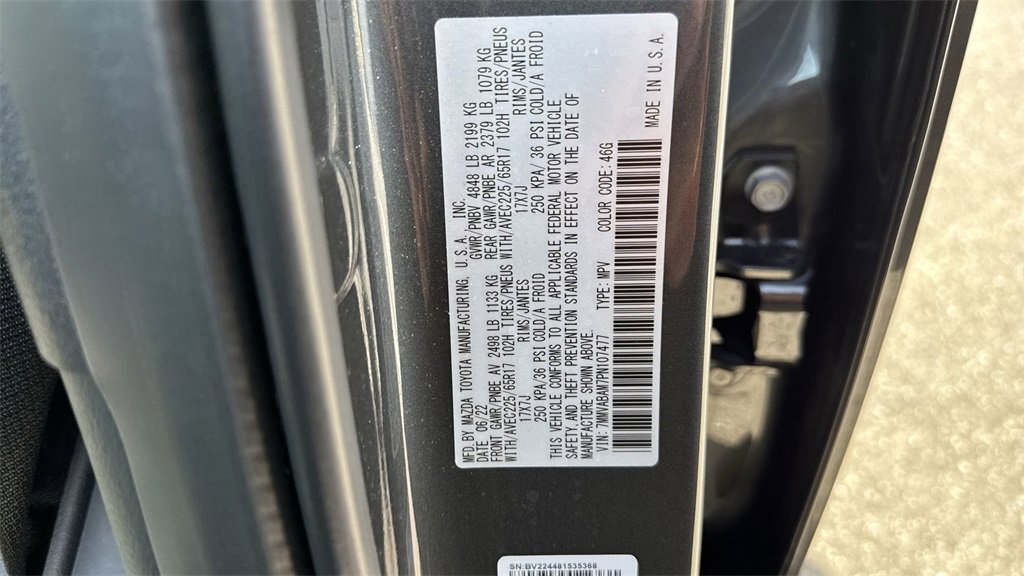 MFD.BY MAZDA TOYOTA MANUFACTURING, U.S.A., INC.
DATE 06/22 GVWR/PNBV 4848 LB 2199 KG
FRONT GAWR/PNBE AV 2498 LB 1133 KG REAR GAWR/PNBE AR 2379 LB 1079 KG
WITH/AVEC225/65R17 102H TIRES/PNEUS WITH/AVEC225/65R17 102H TIRES/PNEUS
17X7J RIMS/JANTES 17X7J RIMS/JANTES
250 KPA/36 PSI COLD/A FROID 250 KPA/ 36 PSI COLD/A FROID
THIS VEHICLE CONFORMS TO ALL APPLICABLE FEDERAL MOTOR VEHICLE
SAFETY, AND THEFT PREVENTION STANDARDS IN EFFECT ON THE DATE OF
MANUFACTURE SHOWN ABOVE.
VIN: 7MMVABAM7PN107477 TYPE: MPV COLOR CODE: 46G
MADE IN U.S.A.
SN:BV224481535368